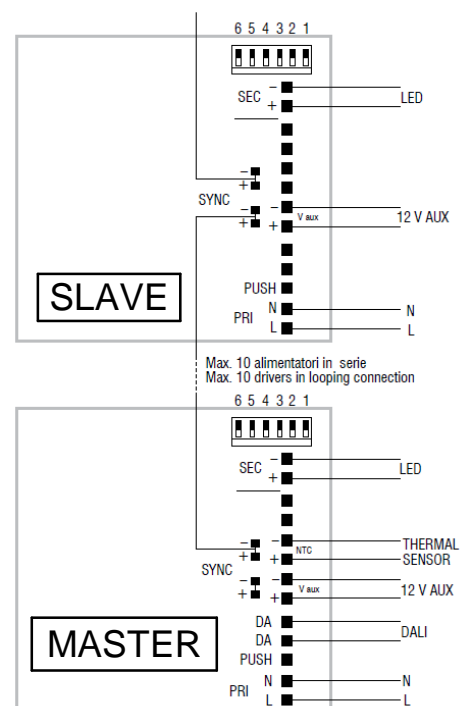 6 5 4 3 2 1
-
SEC
+
LED
-
+
SYNC
-
+
-
V aux
+
12 V AUX
SLAVE
PUSH
N
PRI
L
N
L
Max. 10 alimentatori in serie
Max. 10 drivers in looping connection
6 5 4 3 2 1
-
SEC
+
LED
-
+
SYNC
-
+
-
NTC
+
THERMAL
SENSOR
-
V aux
+
12 V AUX
MASTER
DA
DA
DALI
PUSH
N
PRI
L
N
L